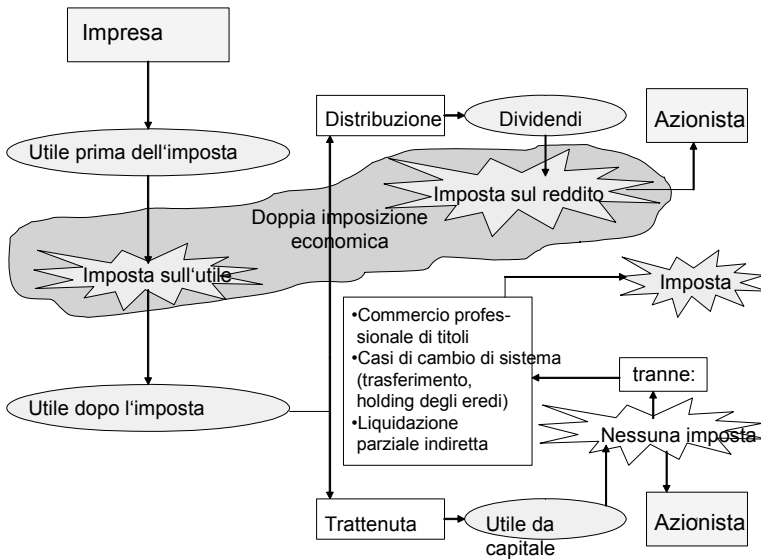 Impresa
Utile prima dell‘imposta
Imposta sull‘utile
Utile dopo l‘imposta
Doppia imposizione
economica
Distribuzione
Dividendi
Azionista
Imposta sul reddito
Imposta
•Commercio profes-
sionale di titoli
•Casi di cambio di sistema
(trasferimento,
holding degli eredi)
•Liquidazione
parziale indiretta
tranne:
Nessuna imposta
Trattenuta
Utile da
capitale
Azionista